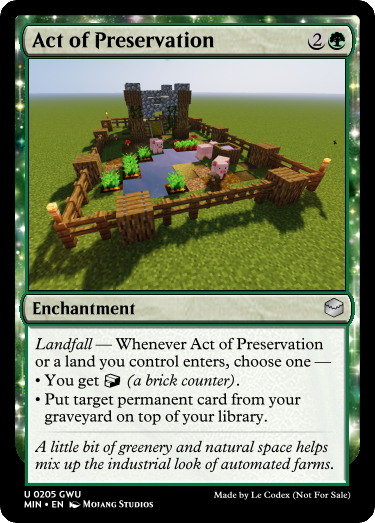 Act of Preservation 2
Enchantment
Landfall — Whenever Act of Preservation
or a land you control enters, choose one —
• You get (a brick counter).
• Put target permanent card from your
graveyard on top of your library.
A little bit of greenery and natural space helps
mix up the industrial look of automated farms.
U 0205 GWU
MIN • EN Mojang Studios
Made by Le Codex (Not For Sale)